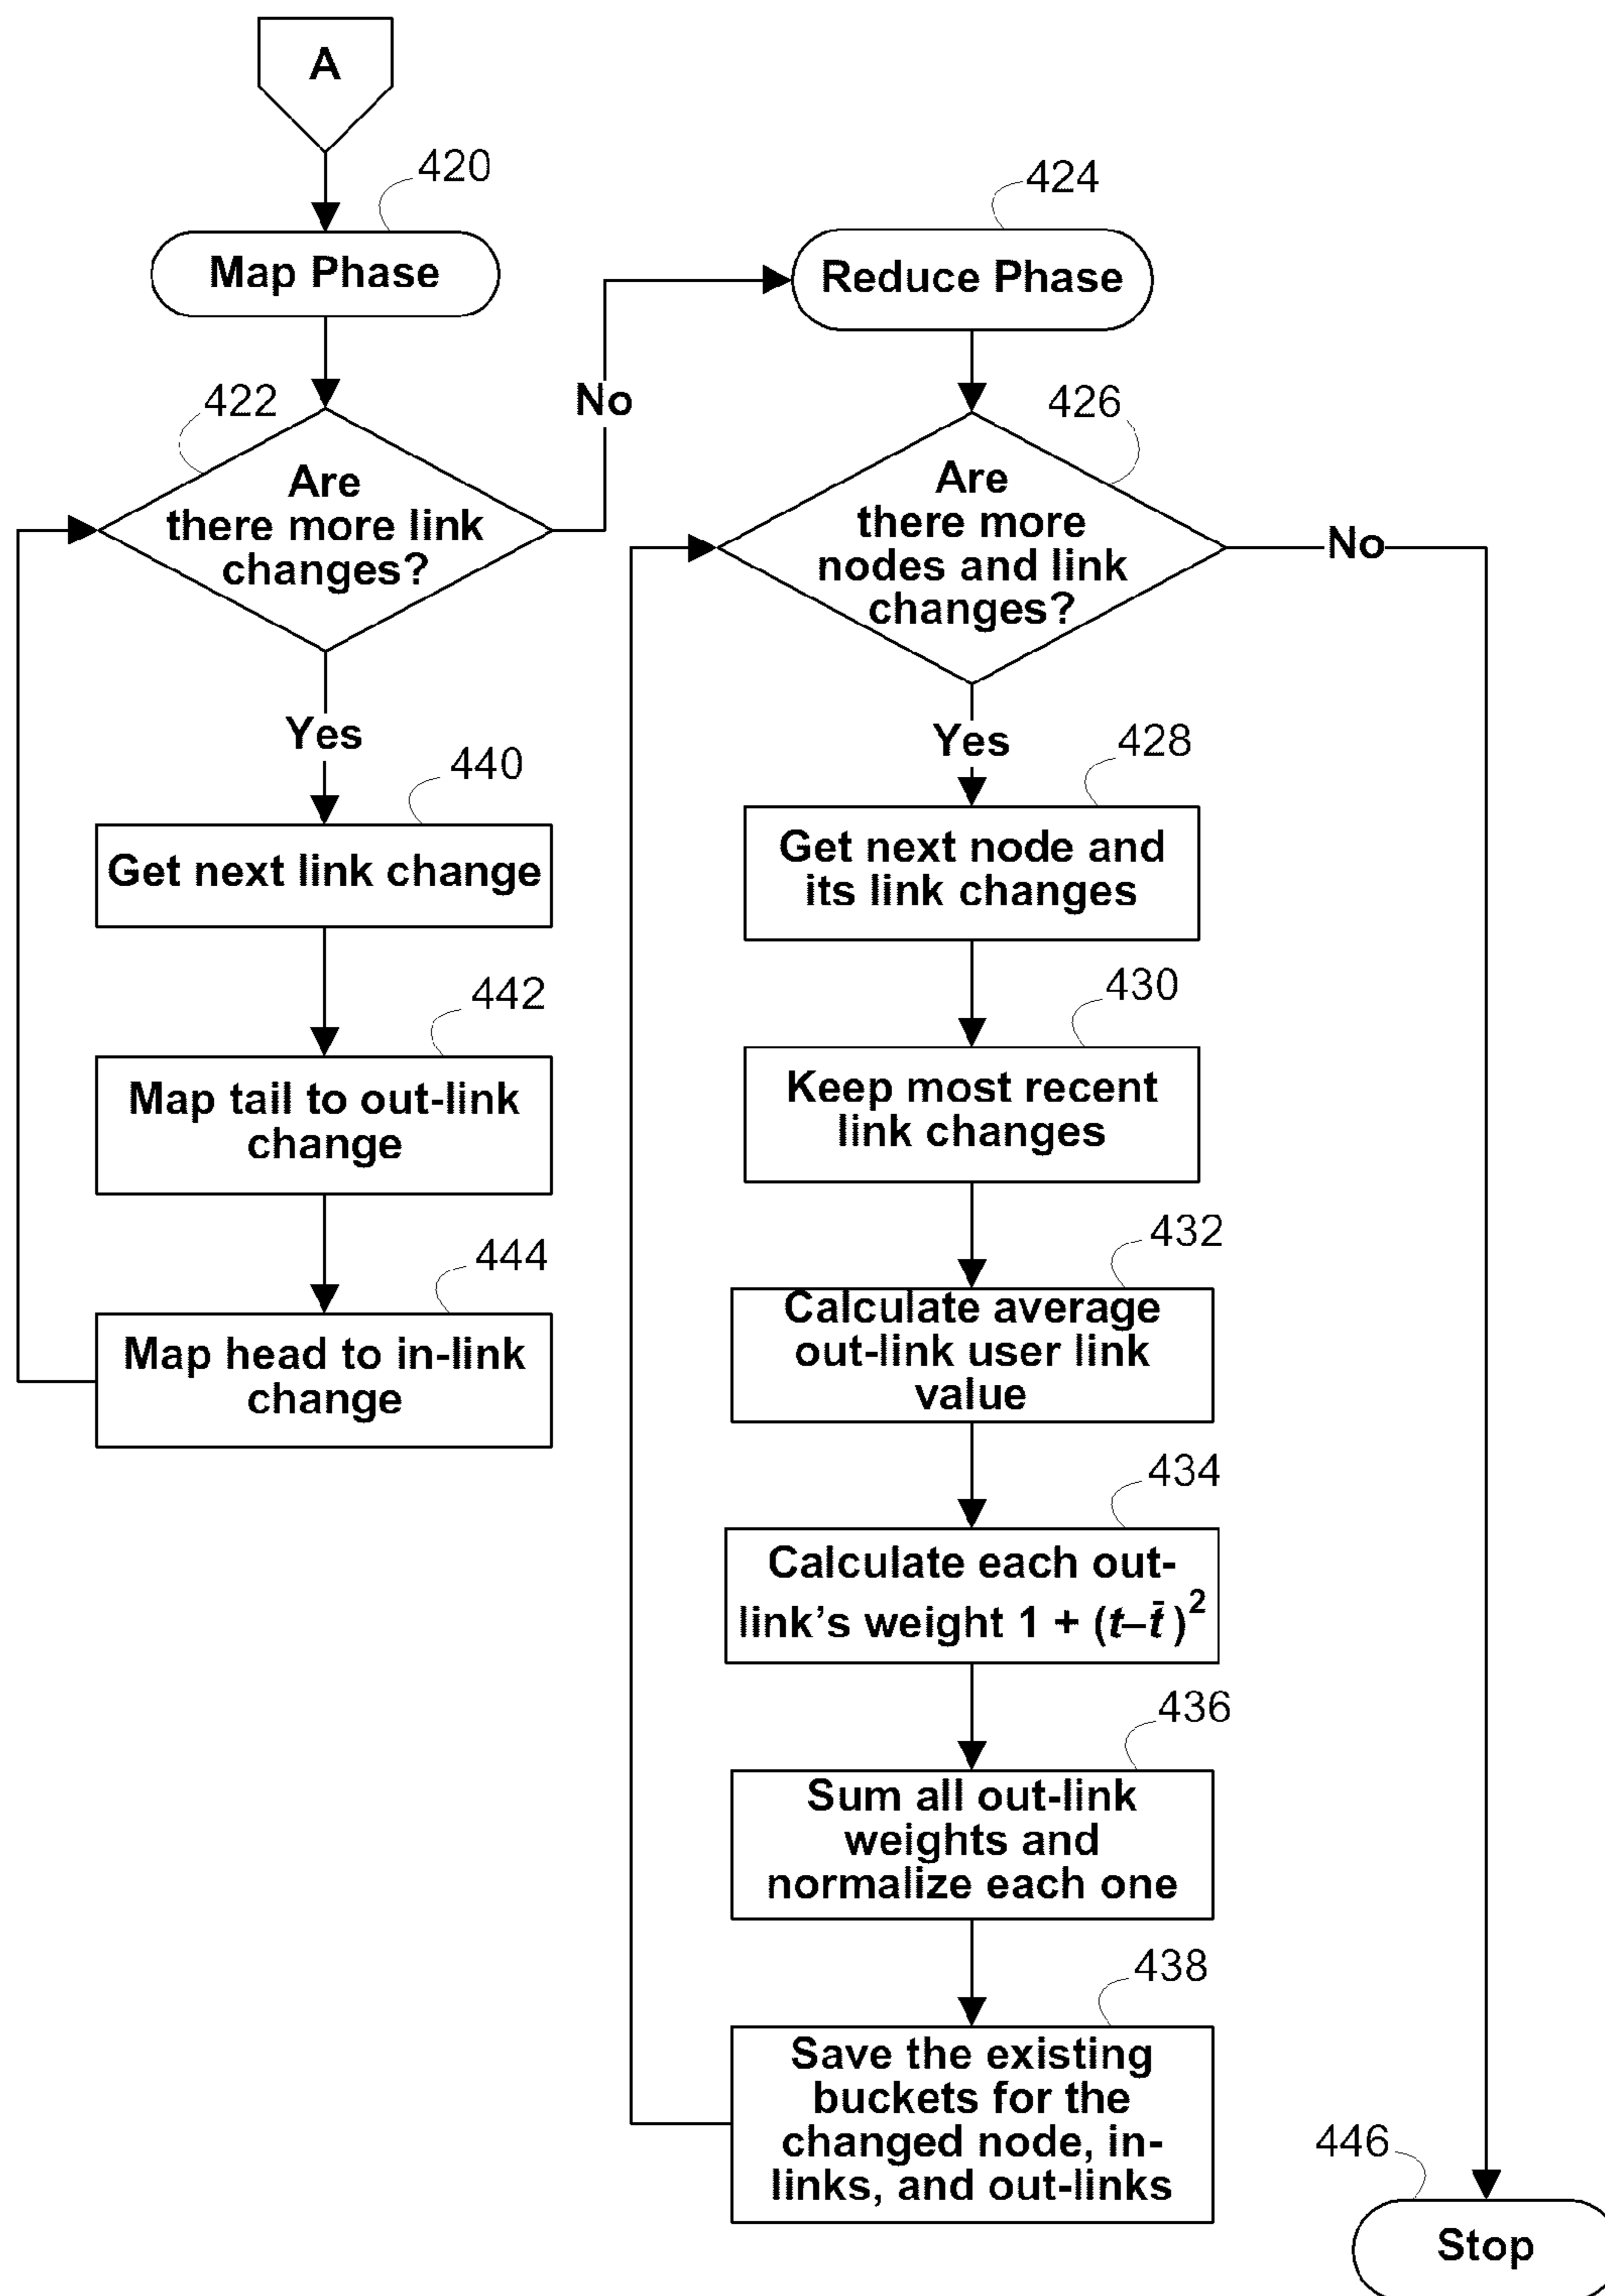 A
420
Map Phase
422
Are
there more link
changes?
No
Yes
440
Get next link change
442
Map tail to out-link
change
444
Map head to in-link
change
424
Reduce Phase
426
Are
there more
nodes and link
changes?
No
Yes
428
Get next node and
its link changes
430
Keep most recent
link changes
432
Calculate average
out-link user link
value
434
Calculate each out-
link’s weight 1 + (t–t̄ )²
436
Sum all out-link
weights and
normalize each one
438
Save the existing
buckets for the
changed node, in-
links, and out-links
446
Stop